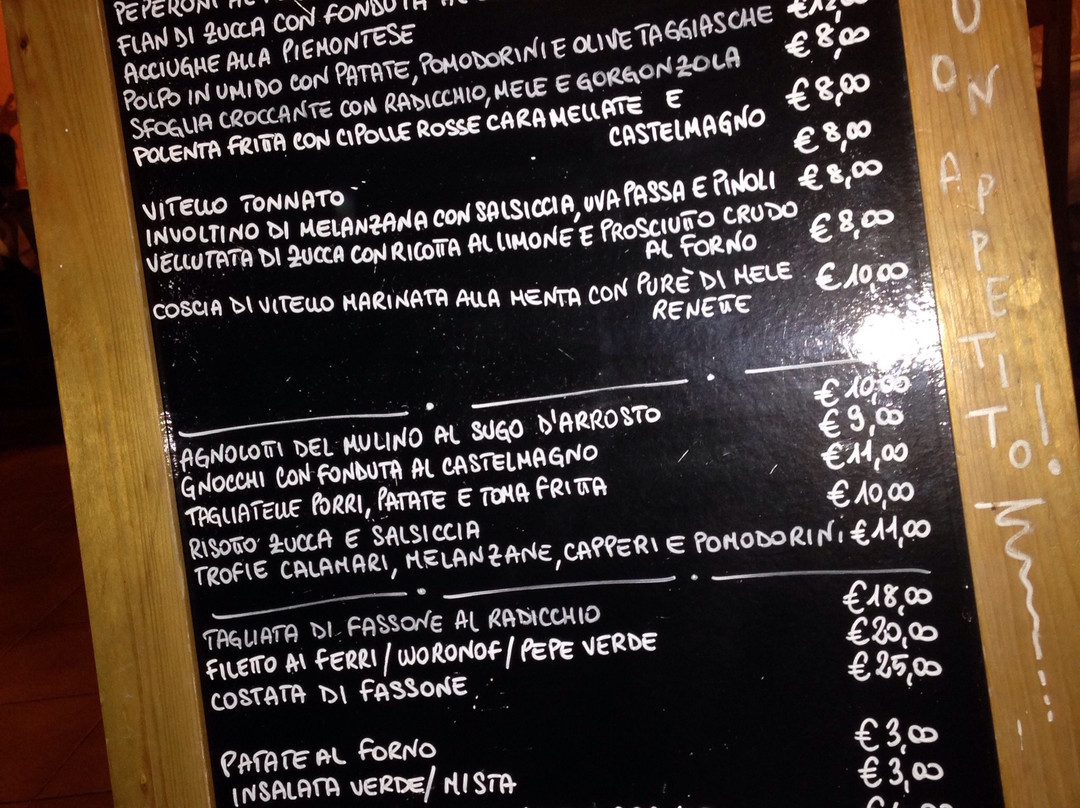 PEPERONI
FLAN DI ZUCCA CON FONDUTA
ACCIUGHE ALLA PIEMONTESE
POLPO IN UMIDO CON PATATE, POMODORINI E OLIVE TAGGIASCHE €12,00
SFOGLIA CROCCANTE CON RADICCHIO, MELE E GORGONZOLA €8,00
POLENTA FRITTA CON CIPOLLE ROSSE CARAMELLATE E €8,00
CASTELMAGNO
VITELLO TONNATO €8,00
INVOLTINO DI MELANZANA CON SALSICCIA, UVA PASSA E PINOLI €8,00
VELLUTATA DI ZUCCA CON RICOTTA AL LIMONE E PROSCIUTTO CRUDO €8,00
AL FORNO
COSCIA DI VITELLO MARINATA ALLA MENTA CON PURÈ DI MELE €10,00
RENETTE
AGNOLOTTI DEL MULINO AL SUGO D'ARROSTO €10,00
GNOCCHI CON FONDUTA AL CASTELMAGNO €9,00
TAGLIATELLE PORRI, PATATE E TOMA FRITTA €11,00
RISOTTO ZUCCA E SALSICCIA €10,00
TROFIE CALAMARI, MELANZANE, CAPPERI E POMODORINI €11,00
TAGLIATA DI FASSONE AL RADICCHIO €18,00
FILETTO AI FERRI/WORONOF/PEPE VERDE €20,00
COSTATA DI FASSONE €25,00
PATATE AL FORNO €3,00
INSALATA VERDE/MISTA €3,00
UON APPETITO!